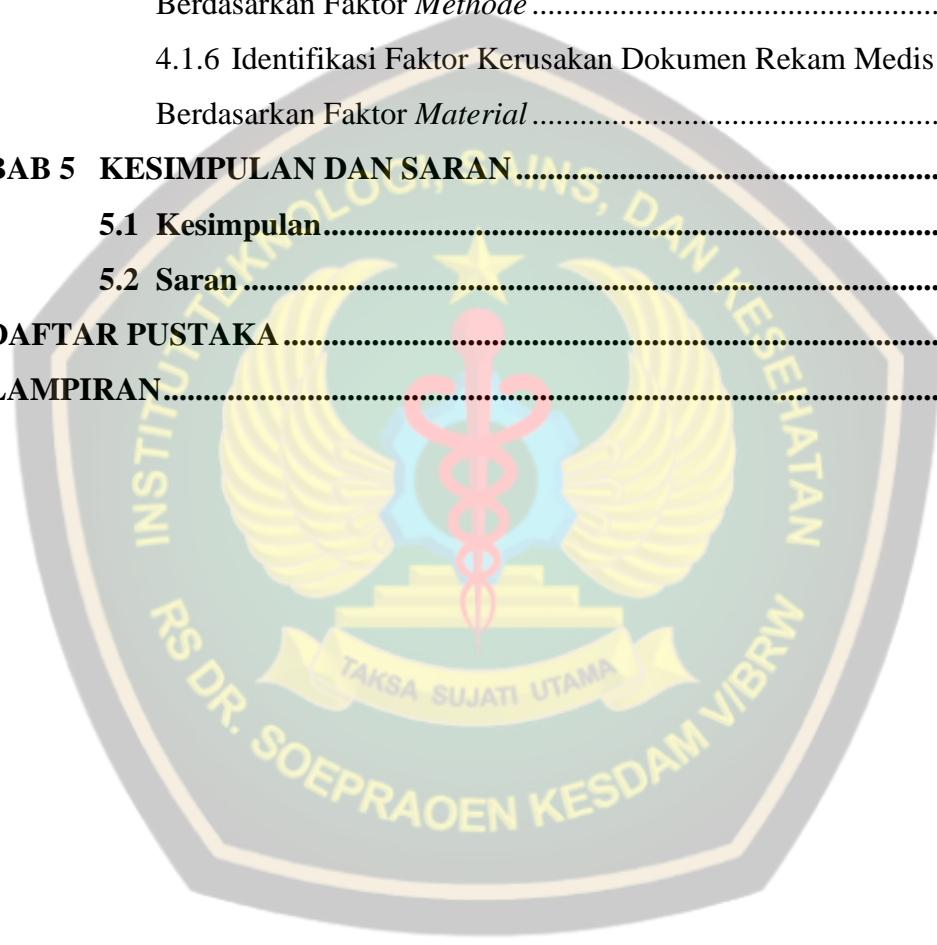 Berdasarkan Faktor Methode ........................................................
4.1.6 Identifikasi Faktor Kerusakan Dokumen Rekam Medis
Berdasarkan Faktor Material ........................................................
BAB 5 KESIMPULAN DAN SARAN ........................................................
5.1 Kesimpulan ........................................................
5.2 Saran ........................................................
DAFTAR PUSTAKA ........................................................
LAMPIRAN ........................................................
INSTITUT TEKNOLOGI, SAINS, DAN KESEHATAN
RS DR. SOEPRAOEN KESDAM V/BRW
TAKSA SUJATI UTAMA